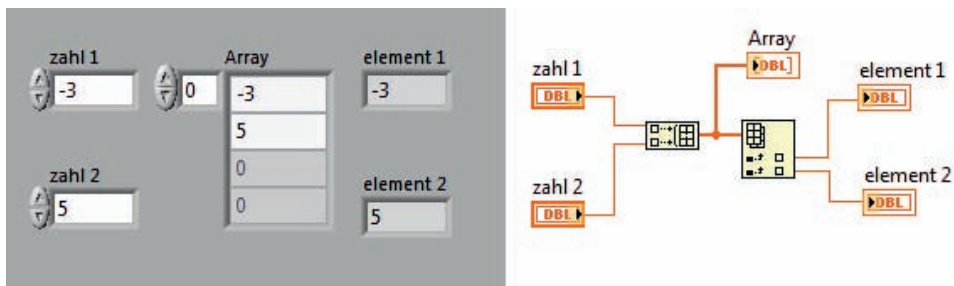 zahl 1
-3
0
Array
-3
5
0
0
element 1
-3
zahl 2
5
element 2
5
Array
[DBL]
zahl 1
DBL
element 1
DBL
zahl 2
DBL
element 2
DBL